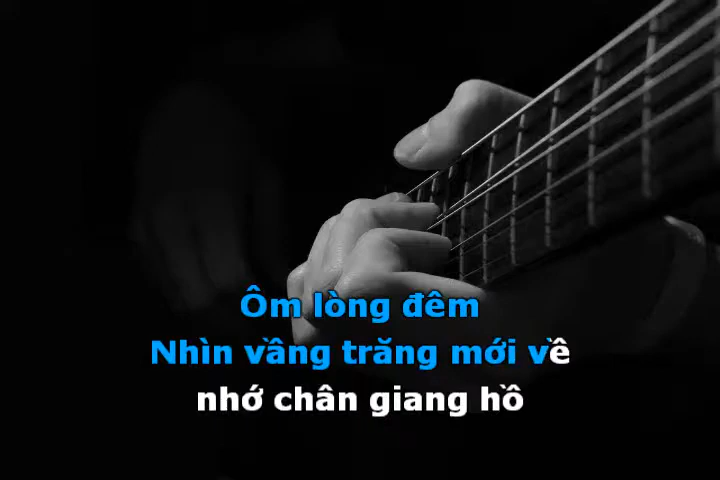 Ôm lòng đêm
Nhìn vầng trăng mới về
nhớ chân giang hồ